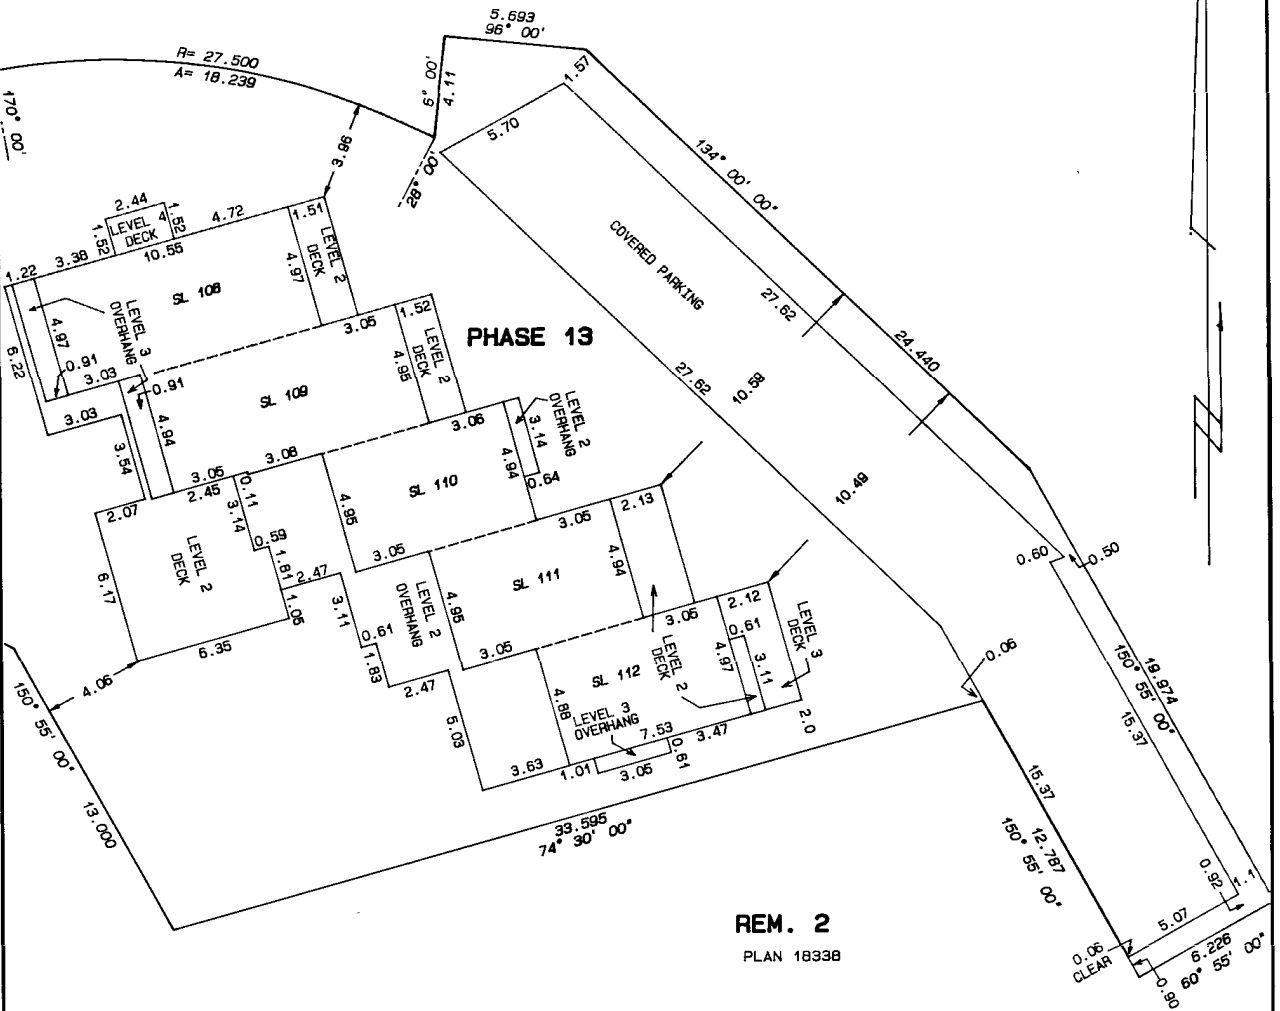 5.693
96° 00'
R= 27.500
A= 18.239
6° 00'
4.11
1.57
170° 00'
5.70
3.96
28° 00'
134° 00' 00"
2.44
1.52
LEVEL 4
DECK
1.52
4.72
1.51
LEVEL 2
DECK
1.22
3.38
10.55
4.97
SL 108
COVERED PARKING
27.62
LEVEL 3
OVERHANG
4.97
6.22
0.91
3.03
0.91
3.05
1.52
LEVEL 2
DECK
4.95
PHASE 13
24.440
27.62
10.58
SL 109
3.03
3.54
4.94
3.06
LEVEL 2
OVERHANG
3.14
4.94
0.64
3.05
3.08
2.45
0.11
3.14
2.07
4.95
SL 110
10.49
2.13
3.05
0.59
1.81
2.47
LEVEL 2
DECK
6.17
1.05
6.35
3.05
4.95
SL 111
4.94
0.60
0.50
LEVEL 2
OVERHANG
3.11
0.61
1.83
2.47
3.05
3.05
2.12
0.61
LEVEL 3
DECK
4.97
3.11
LEVEL 2
DECK
0.06
4.06
150° 55' 00"
13.000
5.03
4.88
SL 112
LEVEL 3
OVERHANG
7.53
3.47
2.0
3.63
1.01
3.05
0.61
19.974
150° 55' 00"
15.37
15.37
12.787
150° 55' 00"
33.595
74° 30' 00"
0.92
1.1
5.07
6.226
60° 55' 00"
0.06
CLEAR
0.90
REM. 2
PLAN 18338